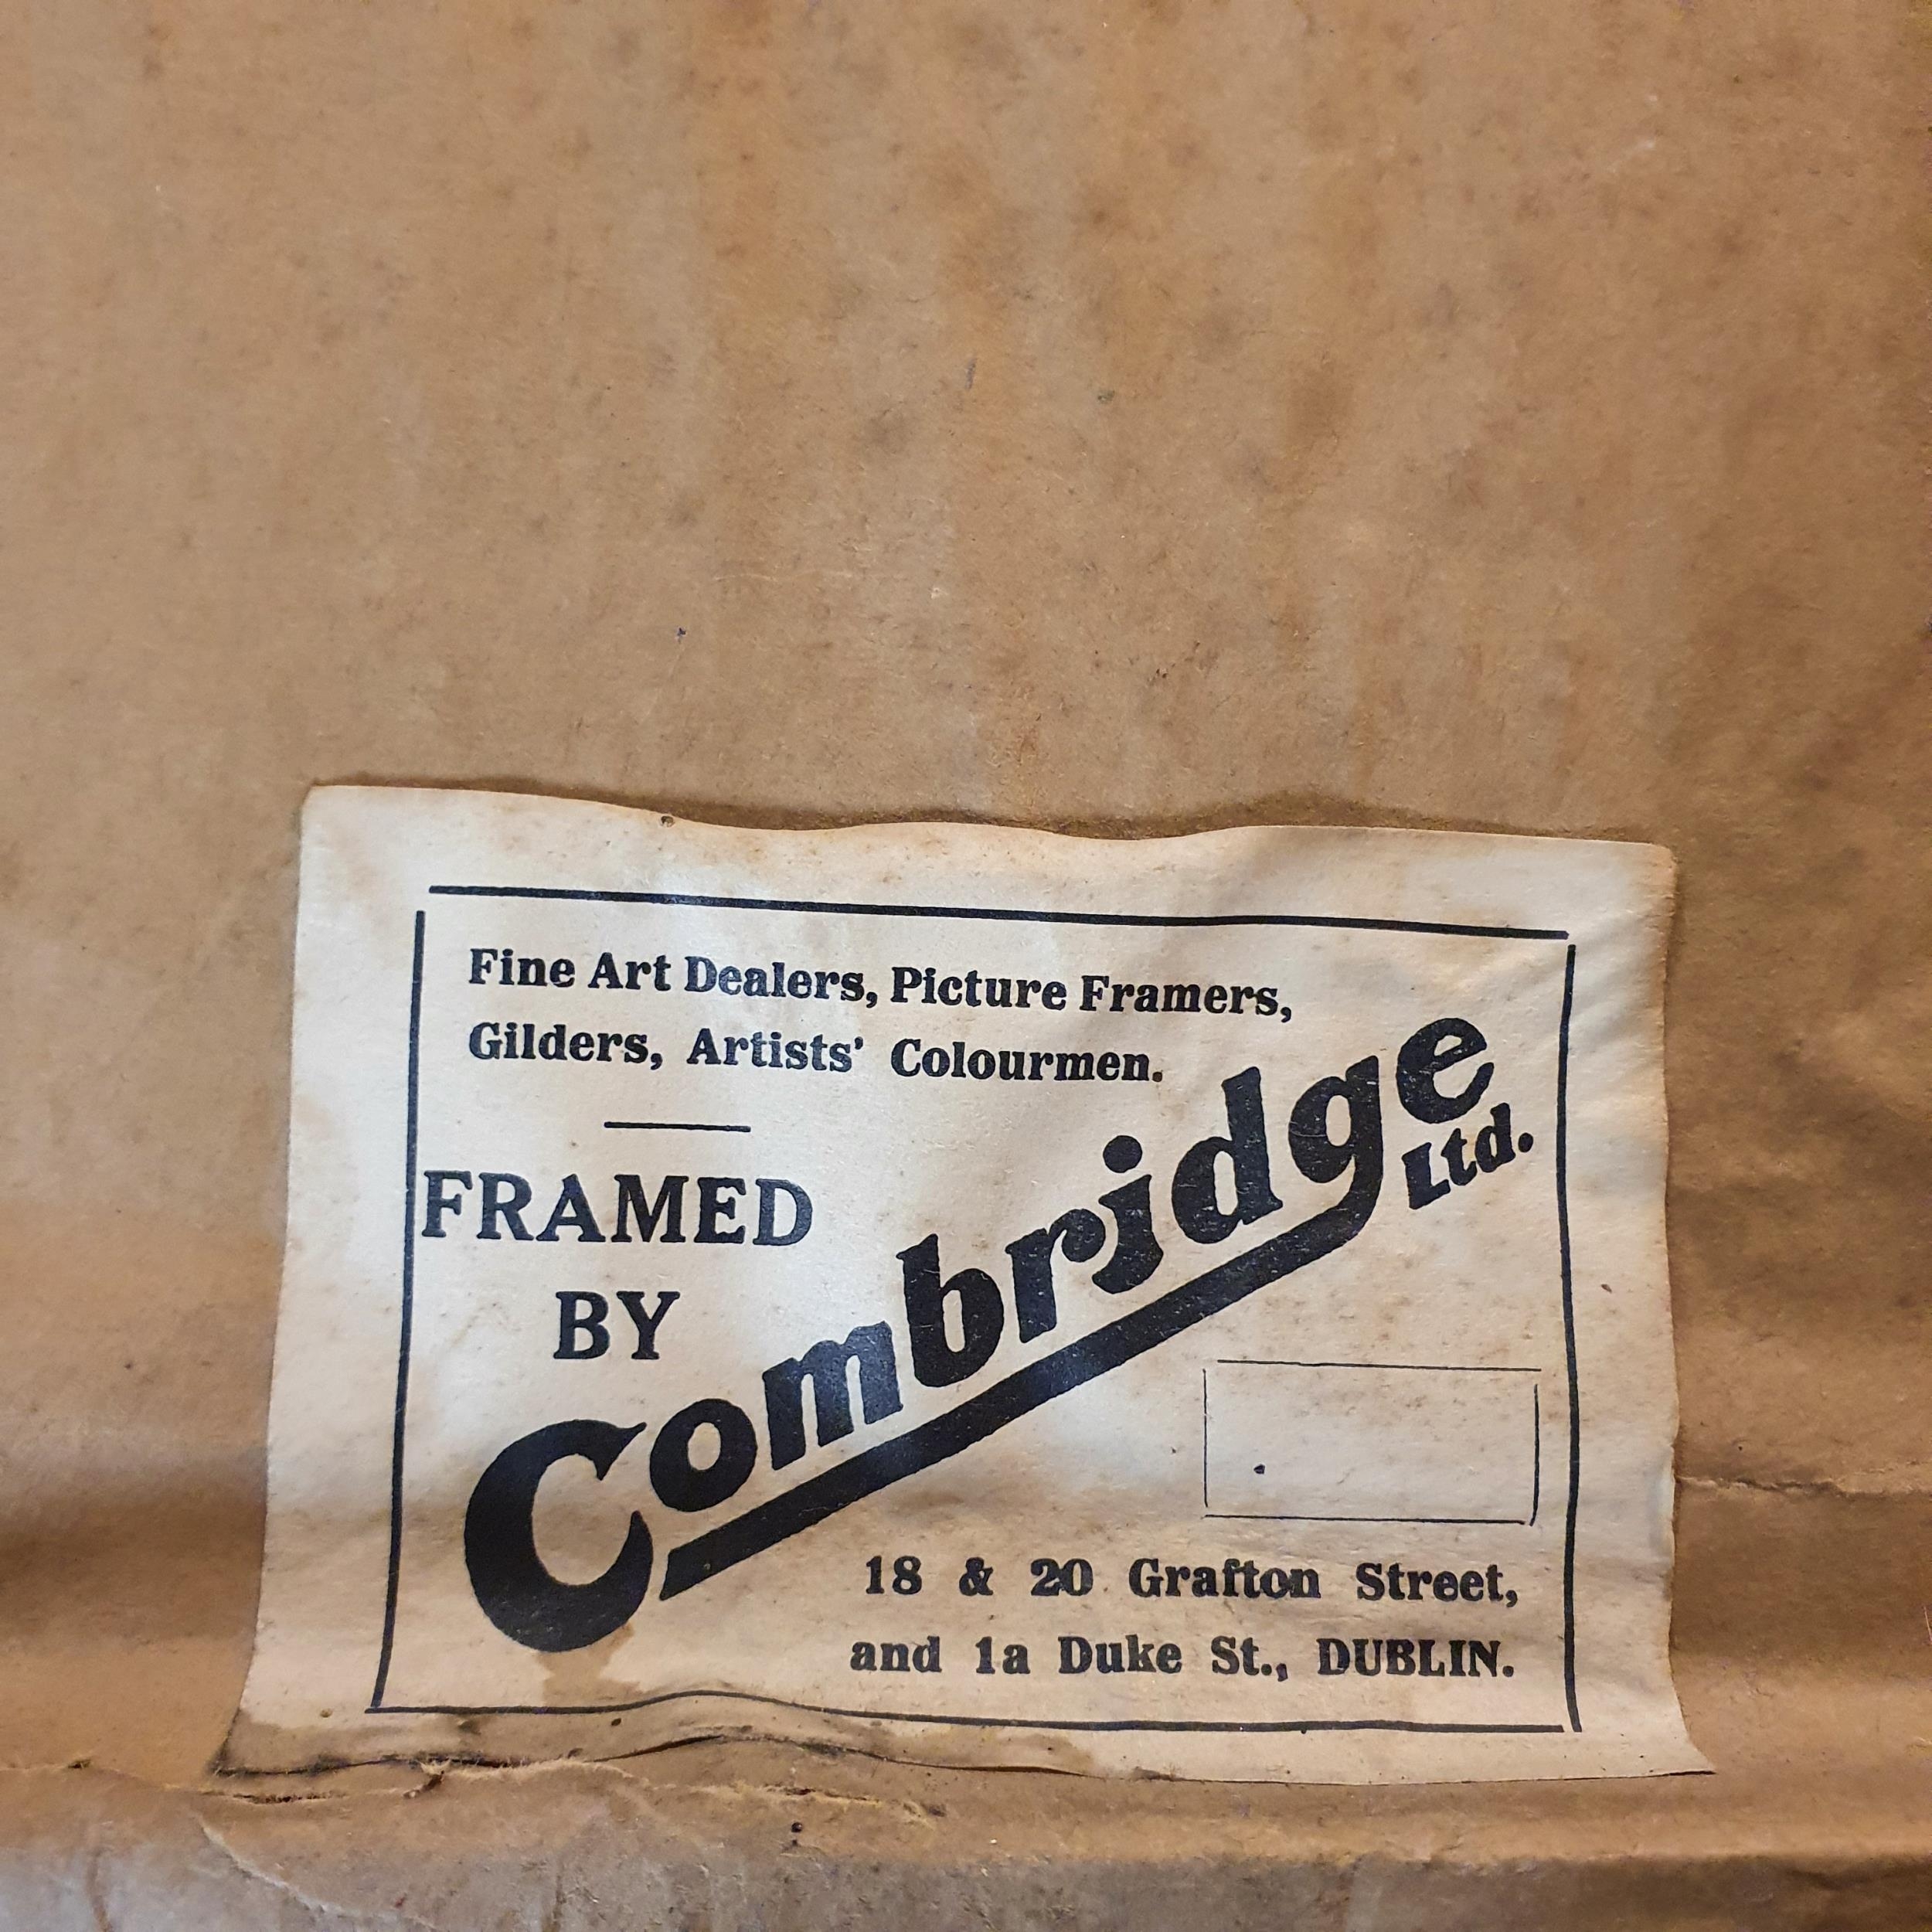 Fine Art Dealers, Picture Framers,
Gilders, Artists' Colourmen.
FRAMED
BY
Combridge
Ltd.
18 & 20 Grafton Street,
and 1a Duke St., DUBLIN.